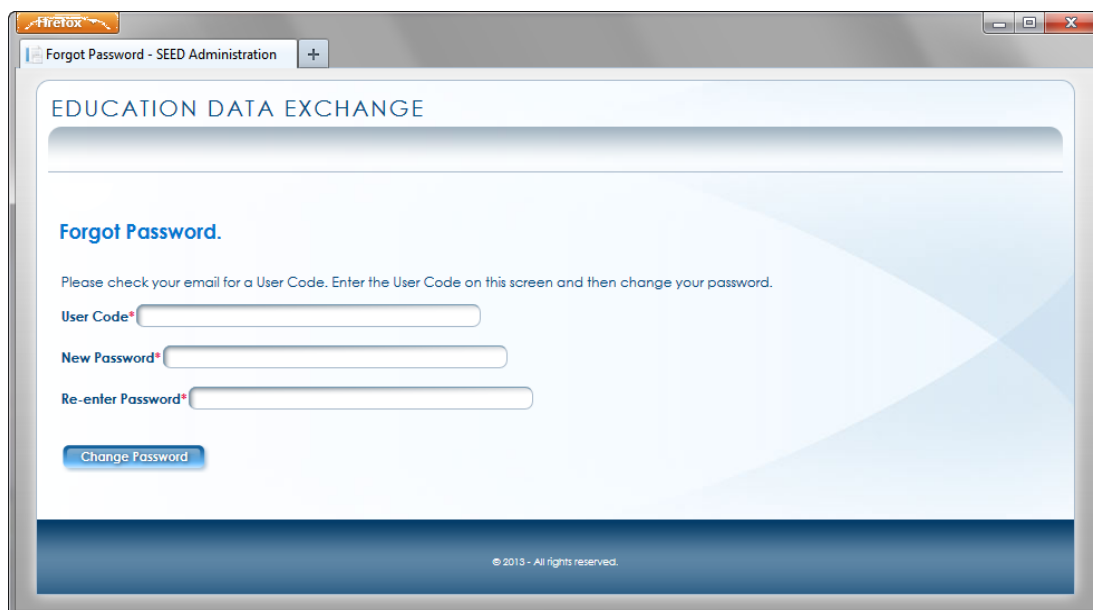 Firefox
Forgot Password - SEED Administration
EDUCATION DATA EXCHANGE
Forgot Password.
Please check your email for a User Code. Enter the User Code on this screen and then change your password.
User Code*
New Password*
Re-enter Password*
Change Password
© 2013 - All rights reserved.